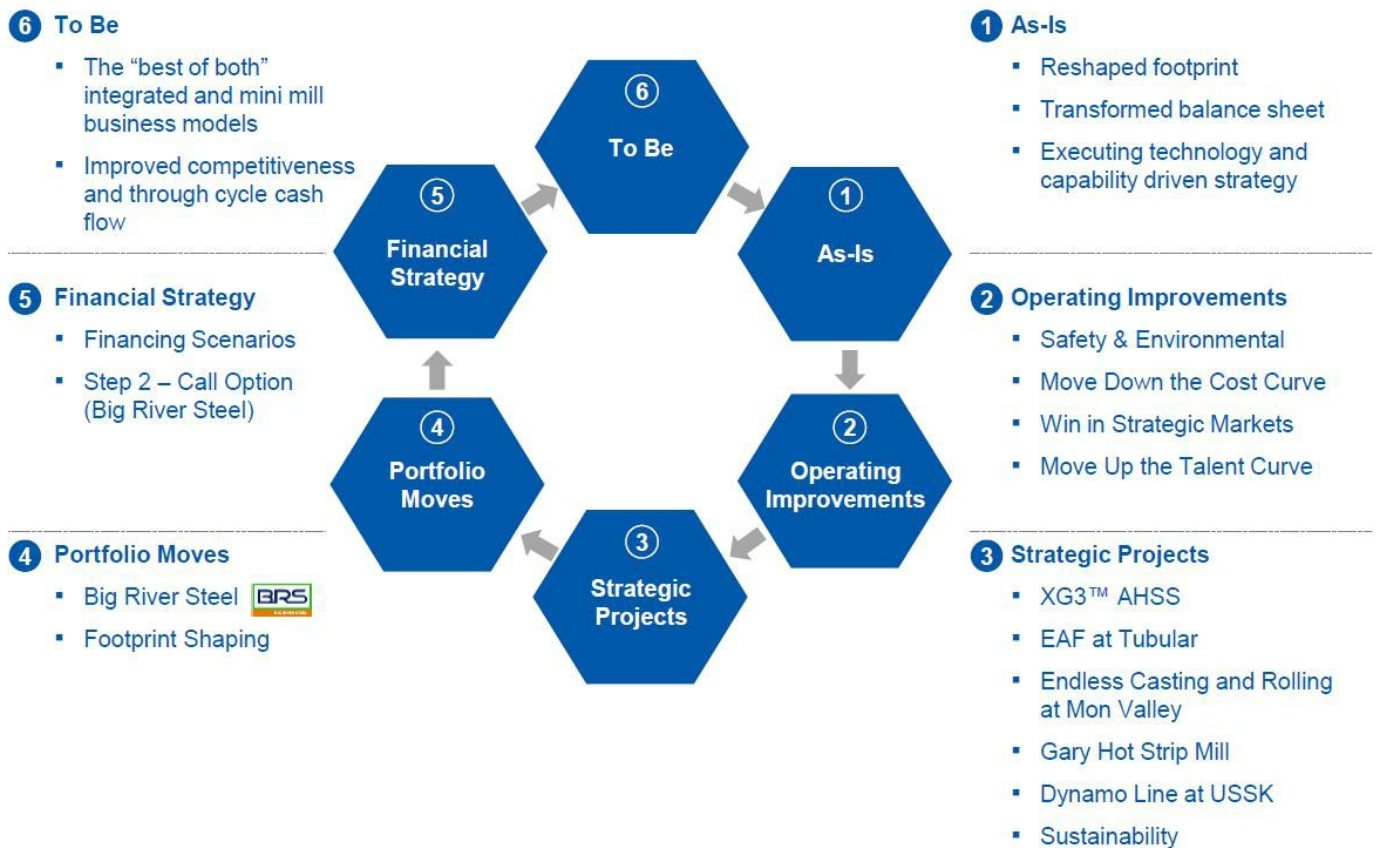 6 To Be
▪ The “best of both”
integrated and mini mill
business models
▪ Improved competitiveness
and through cycle cash
flow
5 Financial Strategy
▪ Financing Scenarios
▪ Step 2 – Call Option
(Big River Steel)
4 Portfolio Moves
▪ Big River Steel BRS
▪ Footprint Shaping
6
To Be
1
As-Is
2
Operating
Improvements
3
Strategic
Projects
4
Portfolio
Moves
5
Financial
Strategy
1 As-Is
▪ Reshaped footprint
▪ Transformed balance sheet
▪ Executing technology and
capability driven strategy
2 Operating Improvements
▪ Safety & Environmental
▪ Move Down the Cost Curve
▪ Win in Strategic Markets
▪ Move Up the Talent Curve
3 Strategic Projects
▪ XG3™ AHSS
▪ EAF at Tubular
▪ Endless Casting and Rolling
at Mon Valley
▪ Gary Hot Strip Mill
▪ Dynamo Line at USSK
▪ Sustainability